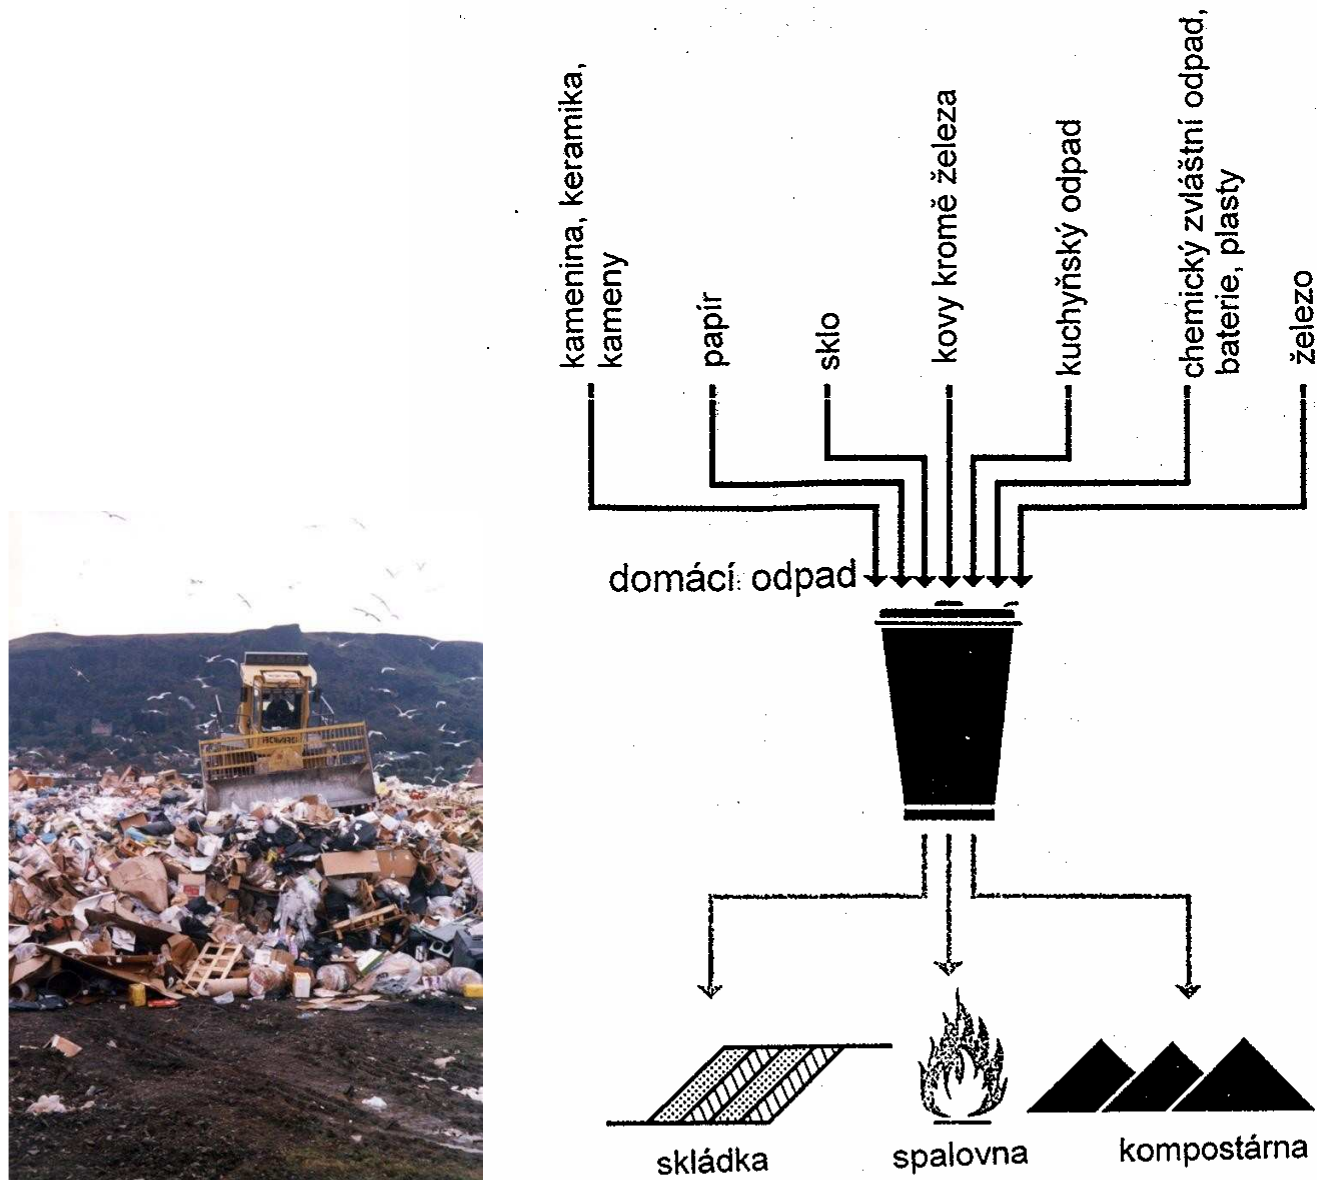 kamenina, keramika,
kameny
papír
sklo
kovy kromě železa
kuchyňský odpad
chemický zvláštní odpad,
baterie, plasty
železo
domácí odpad
skládka
spalovna
kompostárna